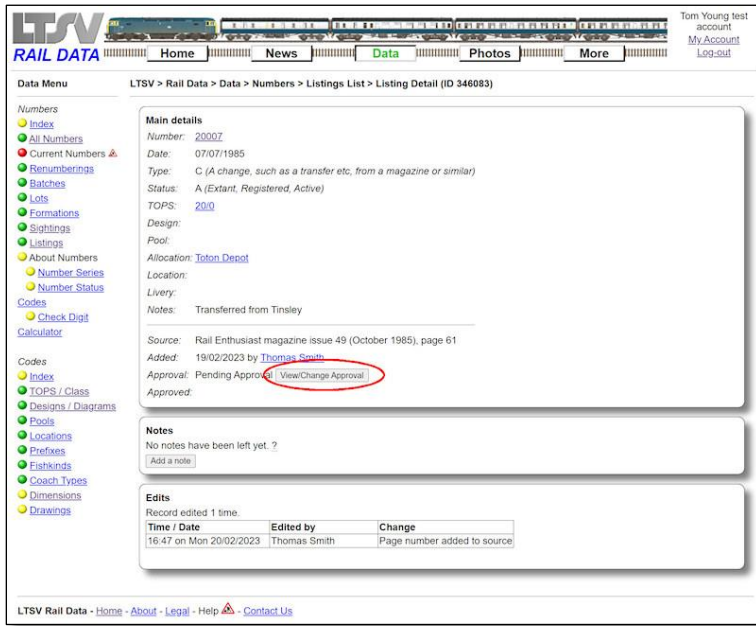 LTSV
RAIL DATA
Home
News
Data
Photos
More
Tom Young test
account
My Account
Log-out
Data Menu
LTSV > Rail Data > Data > Numbers > Listings List > Listing Detail (ID 346083)
Numbers
Index
All Numbers
Current Numbers
Renumberings
Batches
Lots
Formations
Sightings
Listings
About Numbers
Number Series
Number Status
Codes
Check Digit
Calculator
Codes
Index
TOPS / Class
Designs / Diagrams
Pools
Locations
Prefixes
Fishkinds
Coach Types
Dimensions
Drawings
Main details
Number: 20007
Date: 07/07/1985
Type: C (A change, such as a transfer etc, from a magazine or similar)
Status: A (Extant, Registered, Active)
TOPS: 20/0
Design:
Pool:
Allocation: Toton Depot
Location:
Livery:
Notes: Transferred from Tinsley
Source: Rail Enthusiast magazine issue 49 (October 1985), page 61
Added: 19/02/2023 by Thomas Smith
Approval: Pending Approval View/Change Approval
Approved:
Notes
No notes have been left yet. ?
Add a note
Edits
Record edited 1 time.
Time / Date Edited by Change
16:47 on Mon 20/02/2023 Thomas Smith Page number added to source
LTSV Rail Data - Home - About - Legal - Help - Contact Us